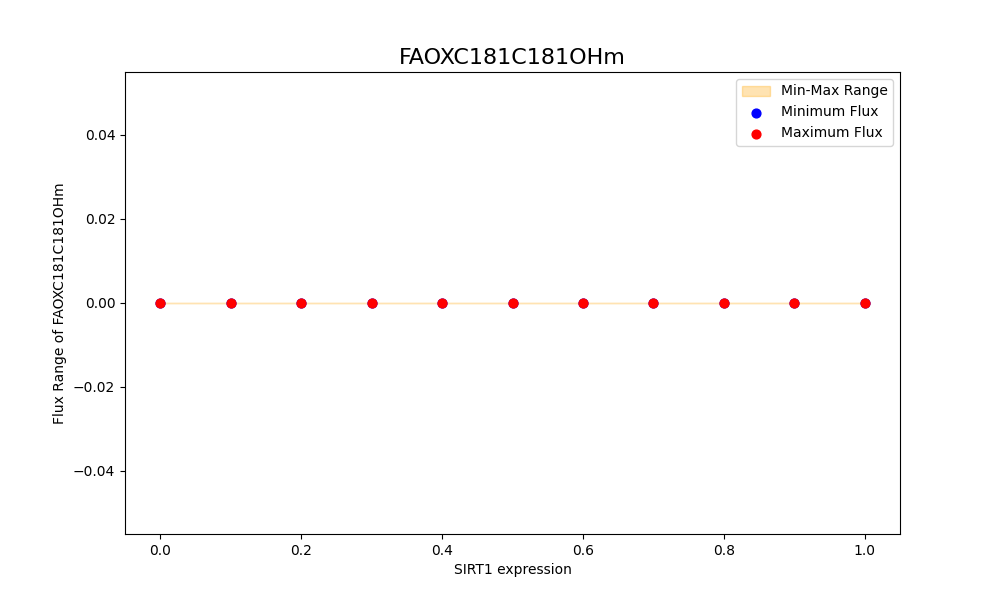 FAOXC181C181OHm
Min-Max Range
Minimum Flux
Maximum Flux
Flux Range of FAOXC181C181OHm
0.04
0.02
0.00
−0.02
−0.04
0.0 0.2 0.4 0.6 0.8 1.0
SIRT1 expression